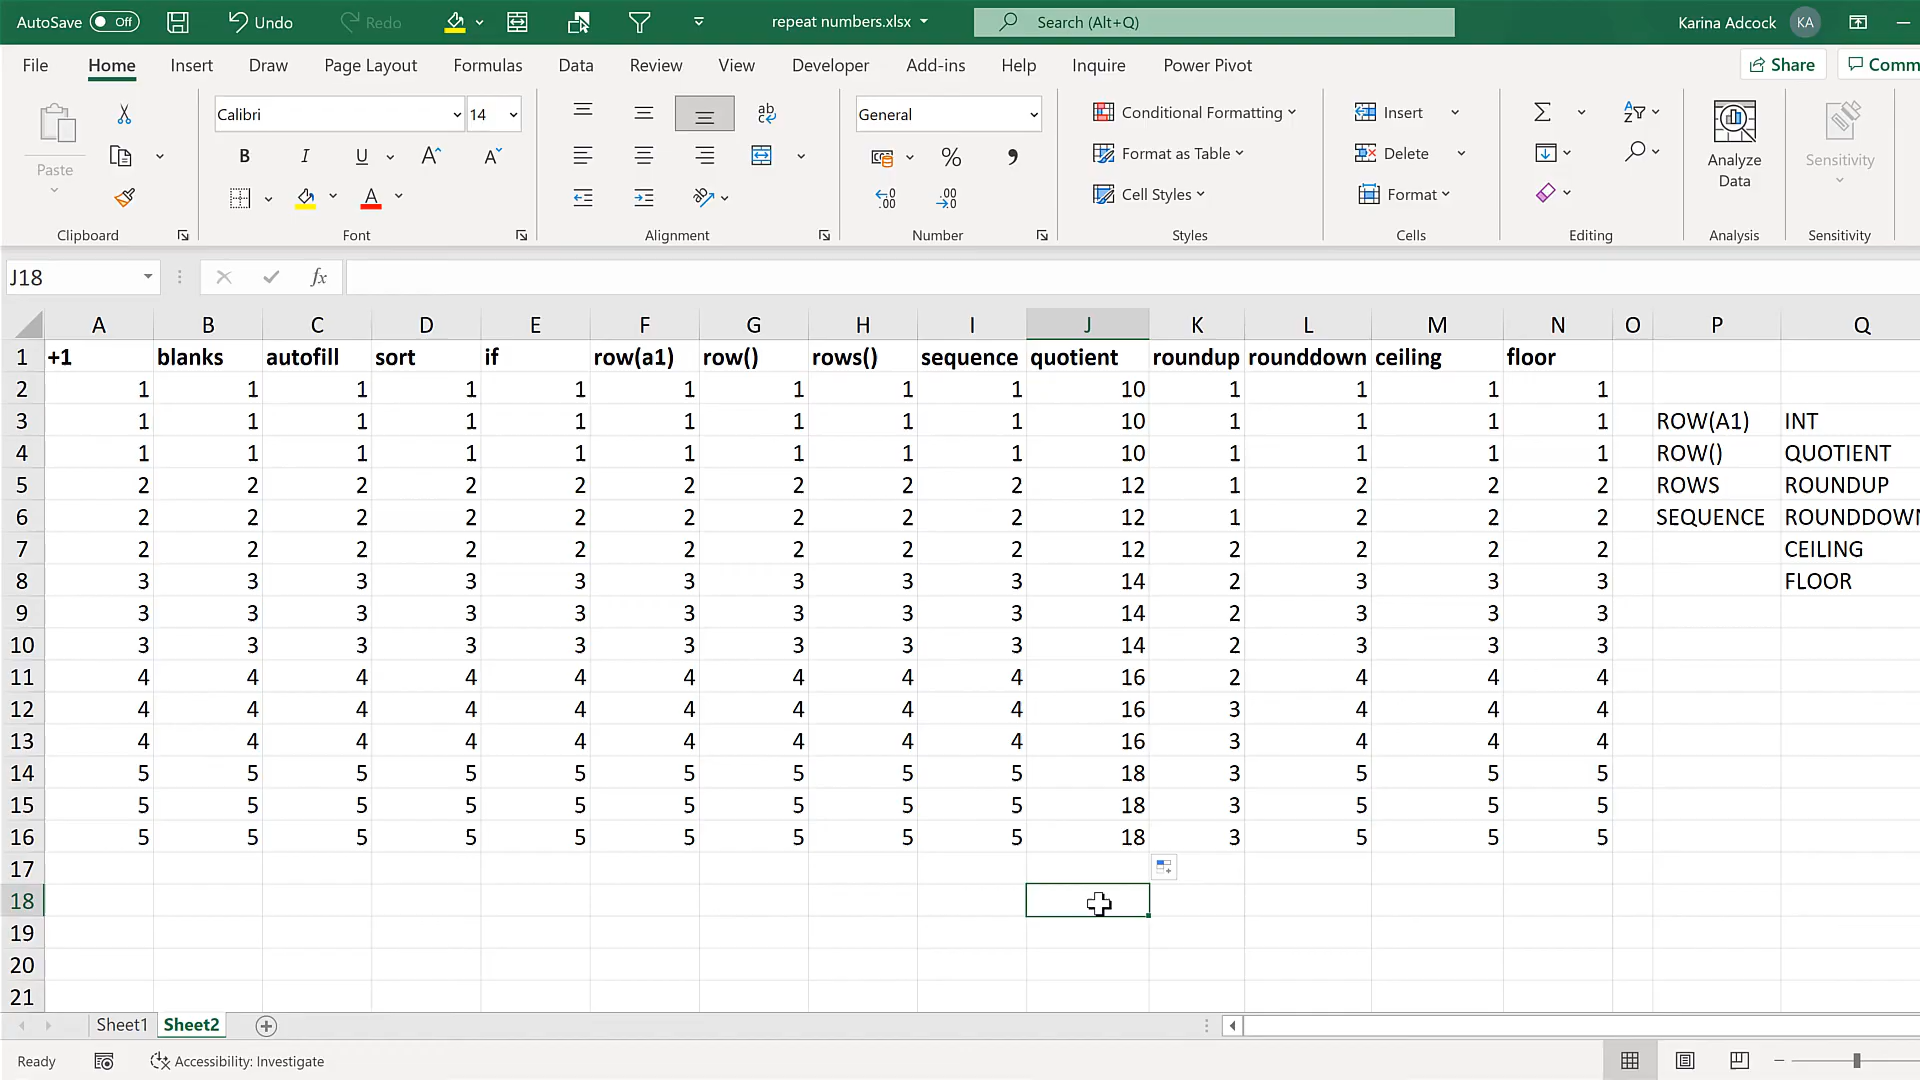 AutoSave Off Undo Redo repeat numbers.xlsx Search (Alt+Q) Karina Adcock KA
File Home Insert Draw Page Layout Formulas Data Review View Developer Add-ins Help Inquire Power Pivot Share Comm
Paste Calibri 14 General Conditional Formatting Insert
B I U A A % Format as Table Delete Analyze Data Sensitivity
A Cell Styles Format
Clipboard Font Alignment Number Styles Cells Editing Analysis Sensitivity
J18 fx
A B C D E F G H I J K L M N O P Q
1 +1 blanks autofill sort if row(a1) row() rows() sequence quotient roundup rounddown ceiling floor
2 1 1 1 1 1 1 1 1 1 10 1 1 1 1
3 1 1 1 1 1 1 1 1 1 10 1 1 1 1 ROW(A1) INT
4 1 1 1 1 1 1 1 1 1 10 1 1 1 1 ROW() QUOTIENT
5 2 2 2 2 2 2 2 2 2 12 1 2 2 2 ROWS ROUNDUP
6 2 2 2 2 2 2 2 2 2 12 1 2 2 2 SEQUENCE ROUNDDOWN
7 2 2 2 2 2 2 2 2 2 12 2 2 2 2 CEILING
8 3 3 3 3 3 3 3 3 3 14 2 3 3 3 FLOOR
9 3 3 3 3 3 3 3 3 3 14 2 3 3 3
10 3 3 3 3 3 3 3 3 3 14 2 3 3 3
11 4 4 4 4 4 4 4 4 4 16 2 4 4 4
12 4 4 4 4 4 4 4 4 4 16 3 4 4 4
13 4 4 4 4 4 4 4 4 4 16 3 4 4 4
14 5 5 5 5 5 5 5 5 5 18 3 5 5 5
15 5 5 5 5 5 5 5 5 5 18 3 5 5 5
16 5 5 5 5 5 5 5 5 5 18 3 5 5 5
17
18
19
20
21
Sheet1 Sheet2
Ready Accessibility: Investigate